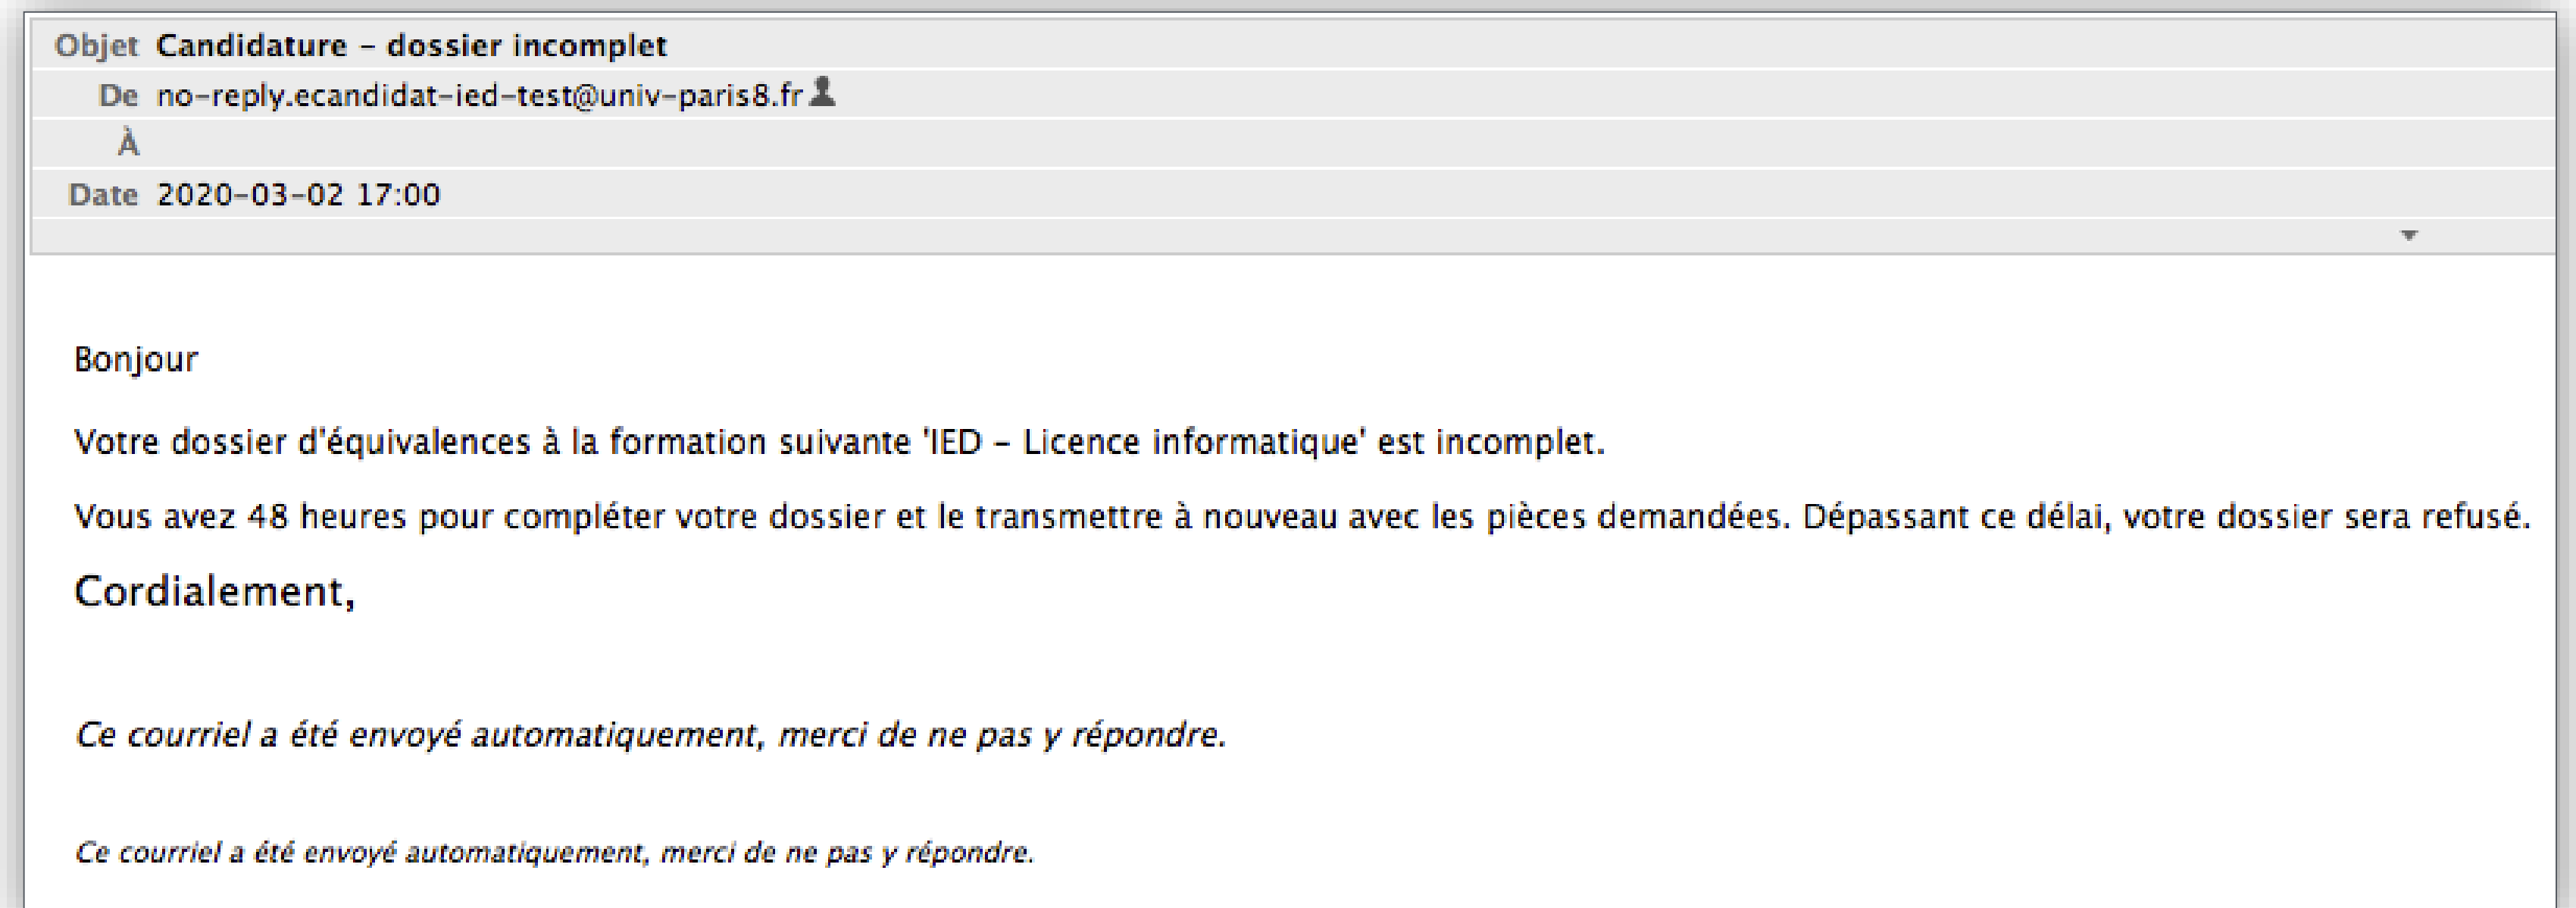 Objet Candidature – dossier incomplet
De no-reply.ecandidat-ied-test@univ-paris8.fr
À
Date 2020-03-02 17:00
Bonjour
Votre dossier d'équivalences à la formation suivante 'IED – Licence informatique' est incomplet.
Vous avez 48 heures pour compléter votre dossier et le transmettre à nouveau avec les pièces demandées. Dépassant ce délai, votre dossier sera refusé.
Cordialement,
Ce courriel a été envoyé automatiquement, merci de ne pas y répondre.
Ce courriel a été envoyé automatiquement, merci de ne pas y répondre.